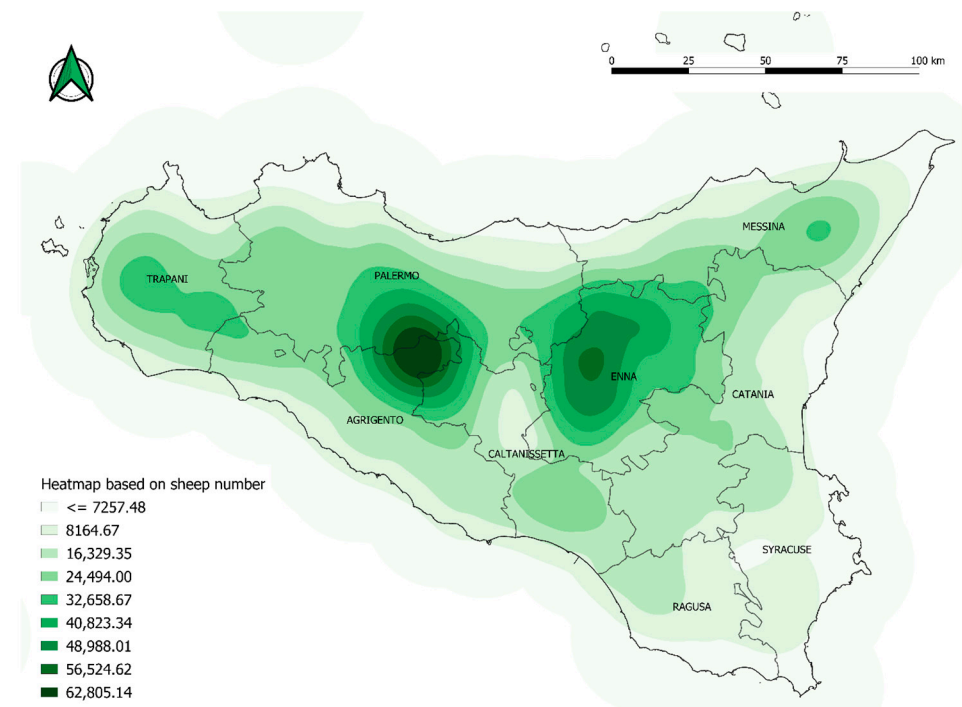 0 25 50 75 100 km
MESSINA
TRAPANI
PALERMO
ENNA
CATANIA
AGRIGENTO
CALTANISSETTA
SYRACUSE
RAGUSA
Heatmap based on sheep number
<= 7257.48
8164.67
16,329.35
24,494.00
32,658.67
40,823.34
48,988.01
56,524.62
62,805.14